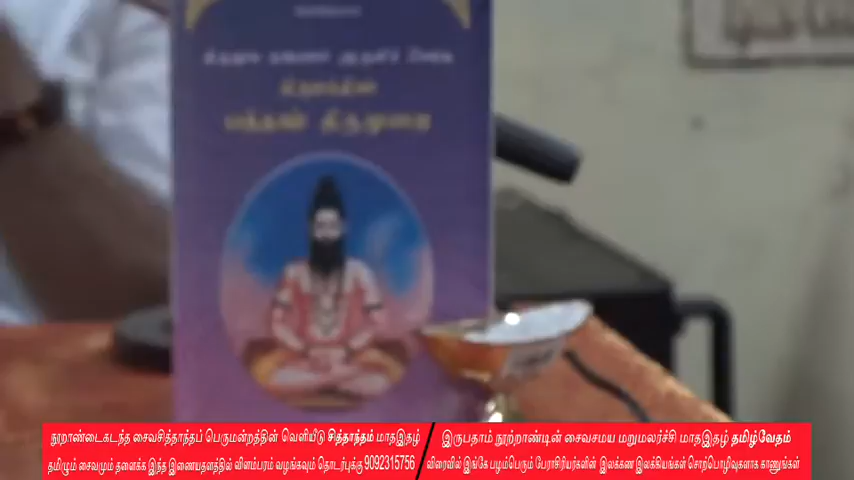 பத்தாம் திருமுறை
நூறாண்டைகடந்த சைவசித்தாந்தப் பெருமன்றத்தின் வெளியீடு சித்தாந்தம் மாதஇதழ்
தமிழும் சைவமும் தளைக்க இந்த இணையதளத்தில் விளம்பரம் வழங்கவும் தொடர்புக்கு 9092315756
இருபதாம் நூற்றாண்டின் சைவசமய மறுமலர்ச்சி மாதஇதழ் தமிழ்வேதம்
விரைவில் இங்கே பழம்பெரும் பேராசிரியர்களின் இலக்கண இலக்கியங்கள் சொற்பொழிவுகளாக காணுங்கள்